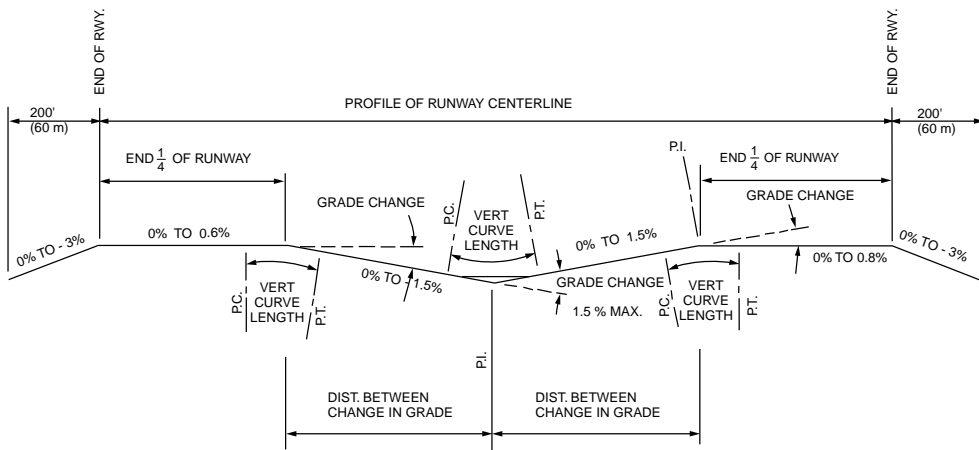 END OF RWY.
END OF RWY.
200'
(60 m)
PROFILE OF RUNWAY CENTERLINE
200'
(60 m)
END 1/4 OF RUNWAY
P.I.
END 1/4 OF RUNWAY
GRADE CHANGE
GRADE CHANGE
P.C.
VERT
CURVE
LENGTH
P.T.
0% TO - 3%
0% TO 0.6%
0% TO 1.5%
0% TO 0.8%
0% TO - 3%
P.C.
VERT
CURVE
LENGTH
P.T.
0% TO - 1.5%
GRADE CHANGE
1.5 % MAX.
P.C.
VERT
CURVE
LENGTH
P.T.
P.I.
DIST. BETWEEN
CHANGE IN GRADE
DIST. BETWEEN
CHANGE IN GRADE